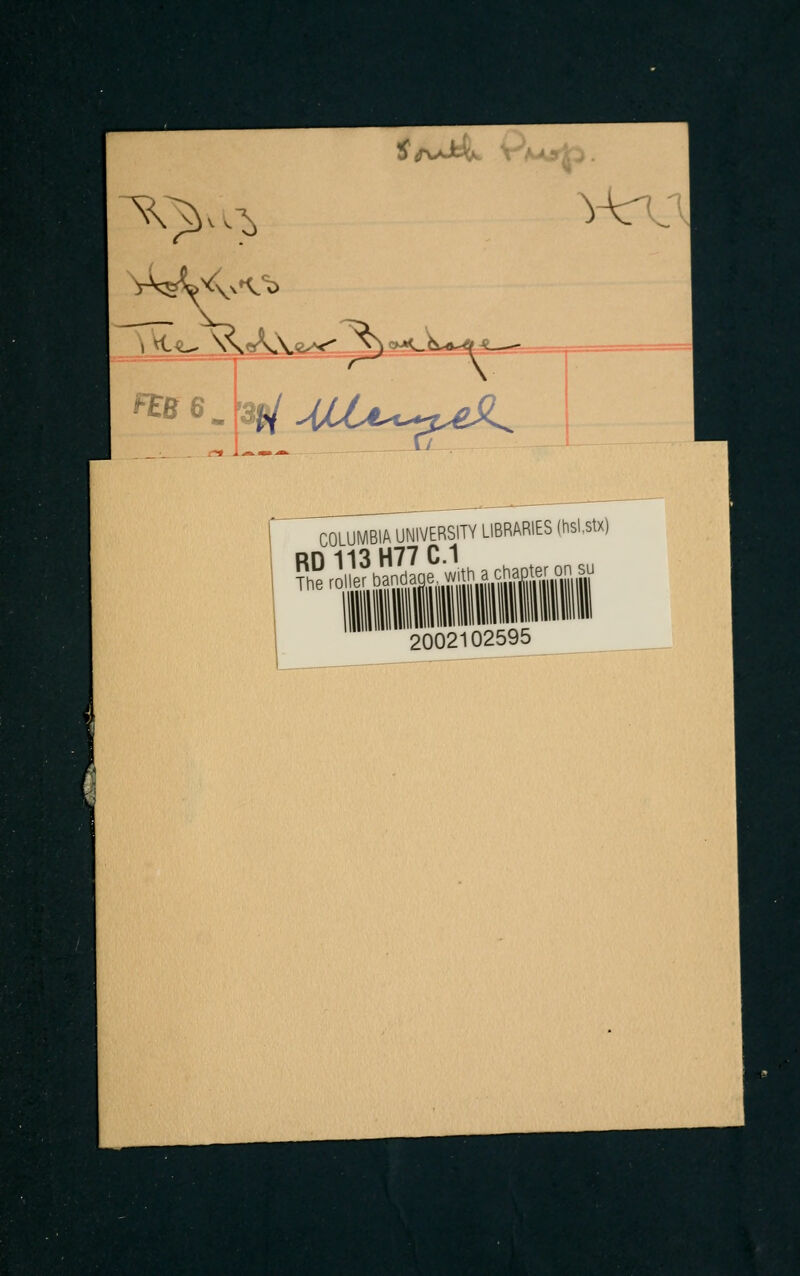 South Prop.
RD113 H77
Hopkins
The Roller Bandage
FEB 6 - '39 H Menzel
COLUMBIA UNIVERSITY LIBRARIES (hsl,stx)
RD 113 H77 C.1
The roller bandage, with a chapter on su
2002102595